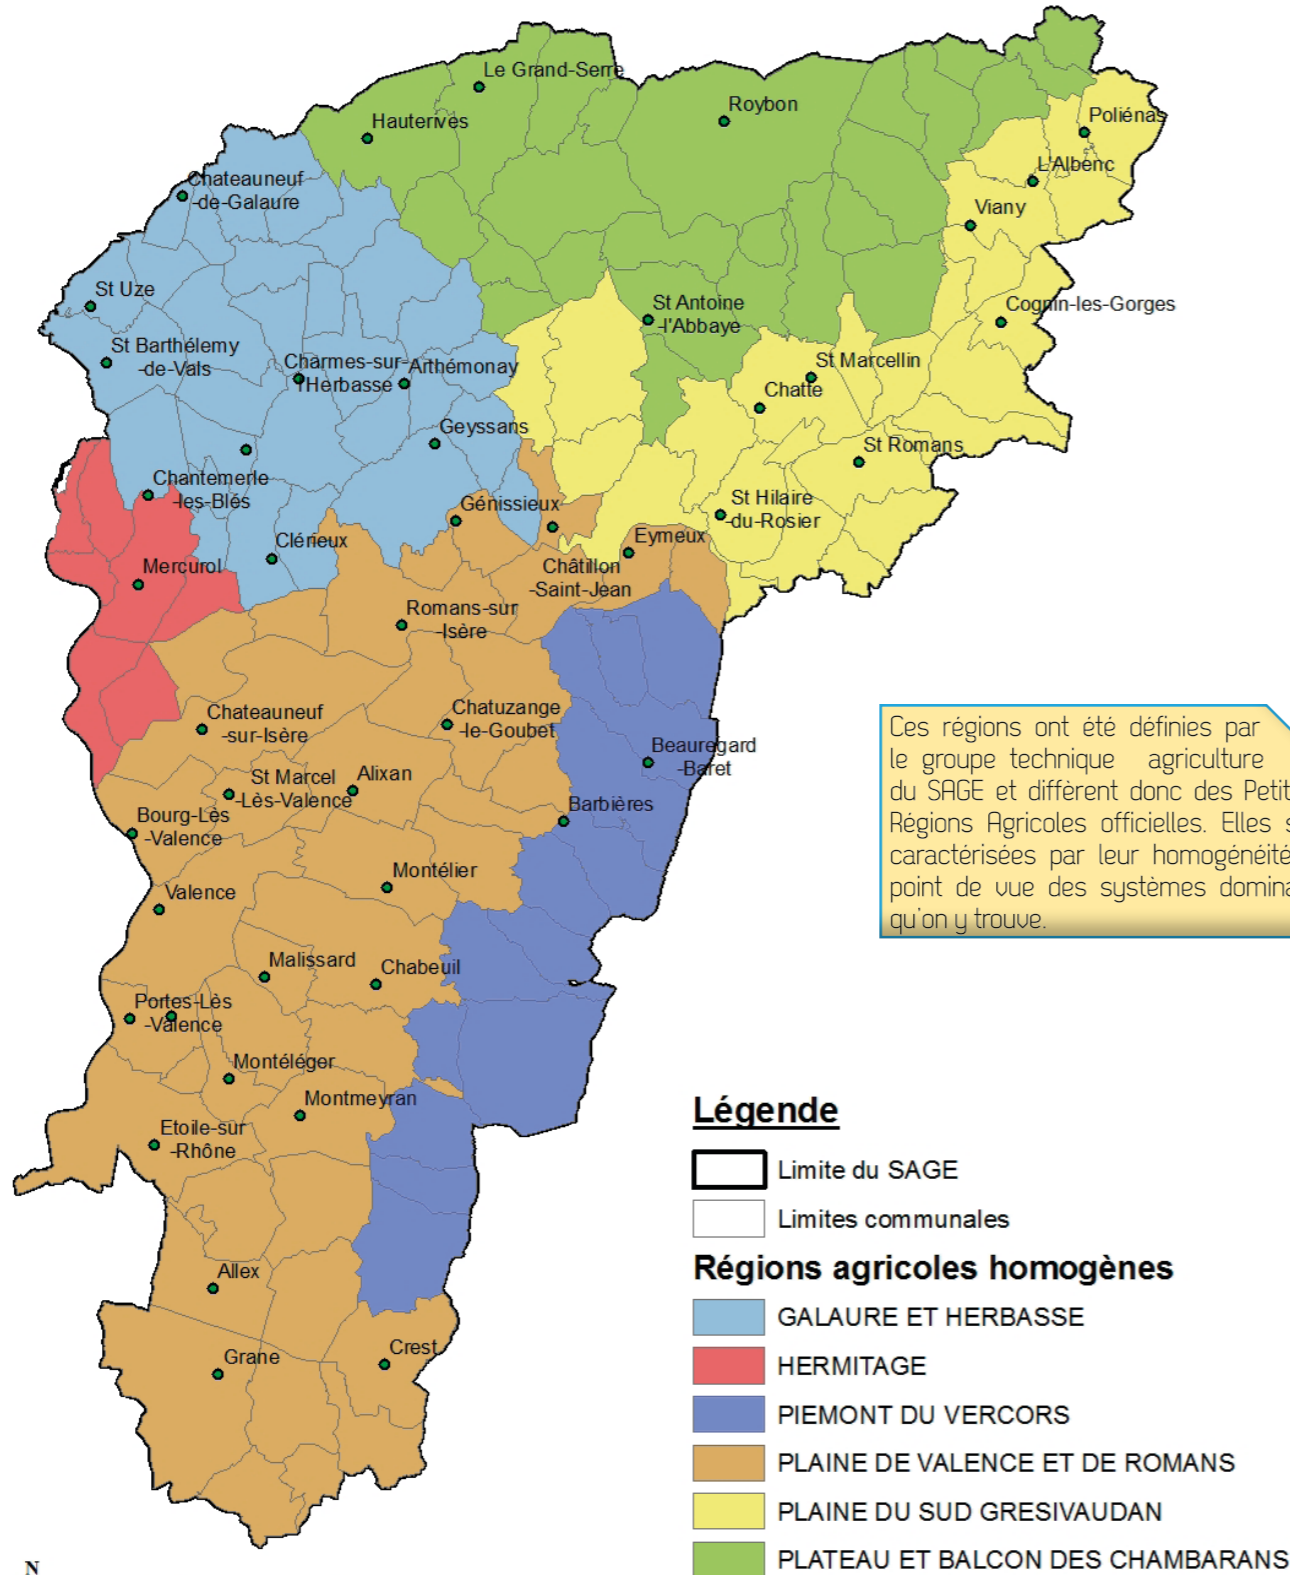 Le Grand-Serre
Roybon
Hauterives
Poliénas
L'Albenc
Chateauneuf
-de-Galaure
Viany
St Uze
St Antoine
-l'Abbaye
Cognin-les-Gorges
St Barthélemy
-de-Vals
Charmes-sur-
l'Herbasse
Arthémonay
St Marcellin
Chatte
Geyssans
St Romans
Chantemerle
-les-Blés
Génissieux
St Hilaire
-du-Rosier
Clérieux
Eymeux
Mercurol
Châtillon
-Saint-Jean
Romans-sur
-Isère
Chateauneuf
-sur-Isère
Chatuzange
-le-Goubet
Beauregard
-Baret
St Marcel
-Lès-Valence
Alixan
Barbières
Bourg-Lès
-Valence
Montélier
Valence
Malissard
Chabeuil
Portes-Lès
-Valence
Montéléger
Montmeyran
Etoile-sur
-Rhône
Allex
Grane
Crest
Ces régions ont été définies par
le groupe technique agriculture
du SAGE et diffèrent donc des Petit
Régions Agricoles officielles. Elles s
caractérisées par leur homogénéité
point de vue des systèmes domina
qu'on y trouve.
Légende
Limite du SAGE
Limites communales
Régions agricoles homogènes
GALAURE ET HERBASSE
HERMITAGE
PIEMONT DU VERCORS
PLAINE DE VALENCE ET DE ROMANS
PLAINE DU SUD GRESIVAUDAN
PLATEAU ET BALCON DES CHAMBARANS
N